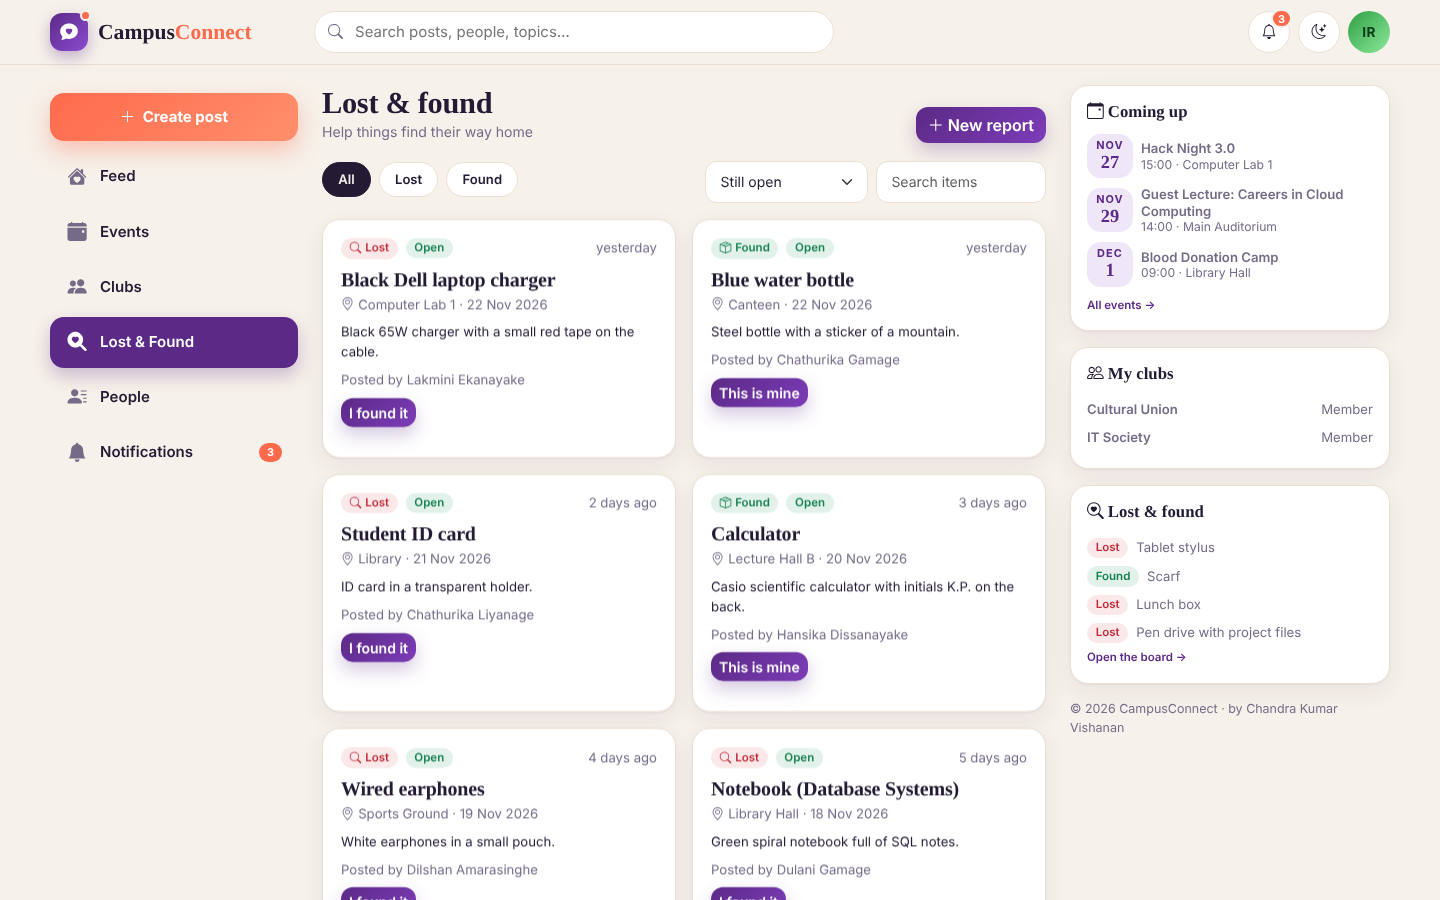 CampusConnect
Search posts, people, topics...
3
IR
Create post
Feed
Events
Clubs
Lost & Found
People
Notifications
3
Lost & found
Help things find their way home
New report
All
Lost
Found
Still open
Search items
Lost
Open
yesterday
Black Dell laptop charger
Computer Lab 1 · 22 Nov 2026
Black 65W charger with a small red tape on the
cable.
Posted by Lakmini Ekanayake
I found it
Found
Open
yesterday
Blue water bottle
Canteen · 22 Nov 2026
Steel bottle with a sticker of a mountain.
Posted by Chathurika Gamage
This is mine
Lost
Open
2 days ago
Student ID card
Library · 21 Nov 2026
ID card in a transparent holder.
Posted by Chathurika Liyanage
I found it
Found
Open
3 days ago
Calculator
Lecture Hall B · 20 Nov 2026
Casio scientific calculator with initials K.P. on the
back.
Posted by Hansika Dissanayake
This is mine
Lost
Open
4 days ago
Wired earphones
Sports Ground · 19 Nov 2026
White earphones in a small pouch.
Posted by Dilshan Amarasinghe
I found it
Lost
Open
5 days ago
Notebook (Database Systems)
Library Hall · 18 Nov 2026
Green spiral notebook full of SQL notes.
Posted by Dulani Gamage
I found it
Coming up
NOV
27
Hack Night 3.0
15:00 · Computer Lab 1
NOV
29
Guest Lecture: Careers in Cloud
Computing
14:00 · Main Auditorium
DEC
1
Blood Donation Camp
09:00 · Library Hall
All events →
My clubs
Cultural Union
Member
IT Society
Member
Lost & found
Lost
Tablet stylus
Found
Scarf
Lost
Lunch box
Lost
Pen drive with project files
Open the board →
© 2026 CampusConnect · by Chandra Kumar
Vishanan